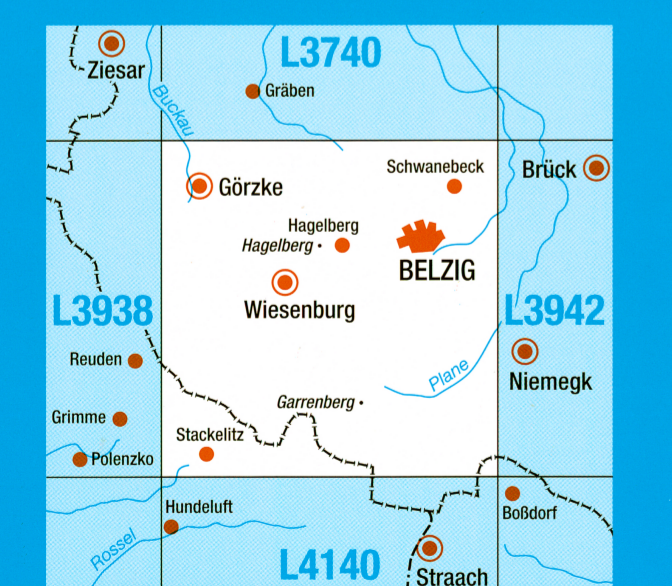 L3740
Ziesar
Gräben
Buckau
Schwanebeck
Brück
Görzke
Hagelberg
Hagelberg
BELZIG
Wiesenburg
L3938
L3942
Reuden
Niemegk
Plane
Garrenberg
Grimme
Stackelitz
Polenzko
Hundeluft
Boßdorf
Rossel
L4140
Straach